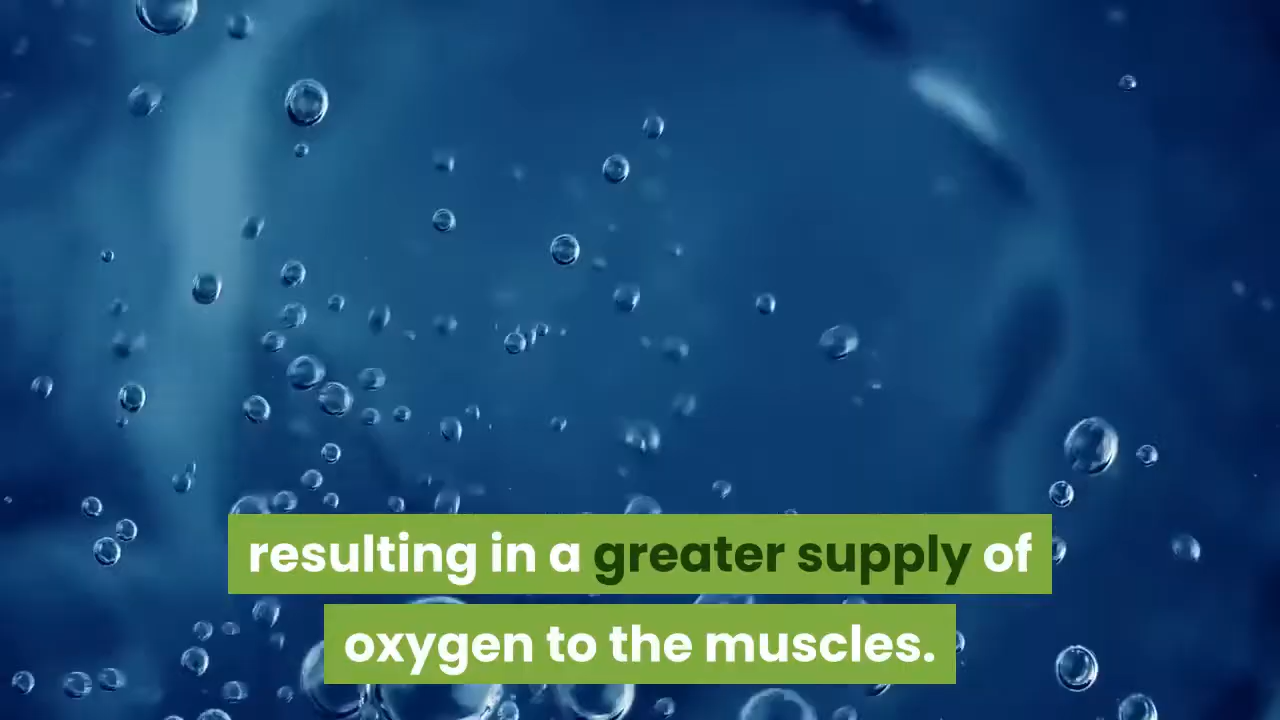 resulting in a greater supply of
oxygen to the muscles.